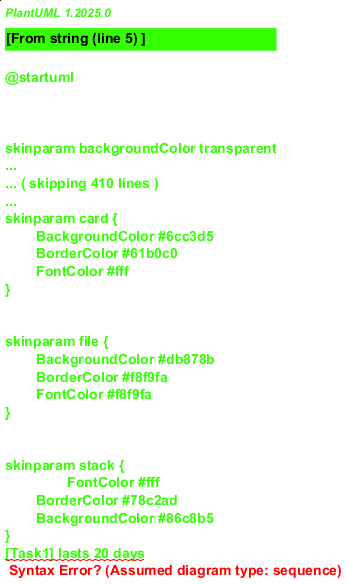 PlantUML 1.2025.0
[From string (line 5) ]
@startuml
skinparam backgroundColor transparent
...
... ( skipping 410 lines )
...
skinparam card {
BackgroundColor #6cc3d5
BorderColor #61b0c0
FontColor #fff
}
skinparam file {
BackgroundColor #db878b
BorderColor #f8f9fa
FontColor #f8f9fa
}
skinparam stack {
FontColor #fff
BorderColor #78c2ad
BackgroundColor #86c8b5
}
[Task1] lasts 20 days
Syntax Error? (Assumed diagram type: sequence)